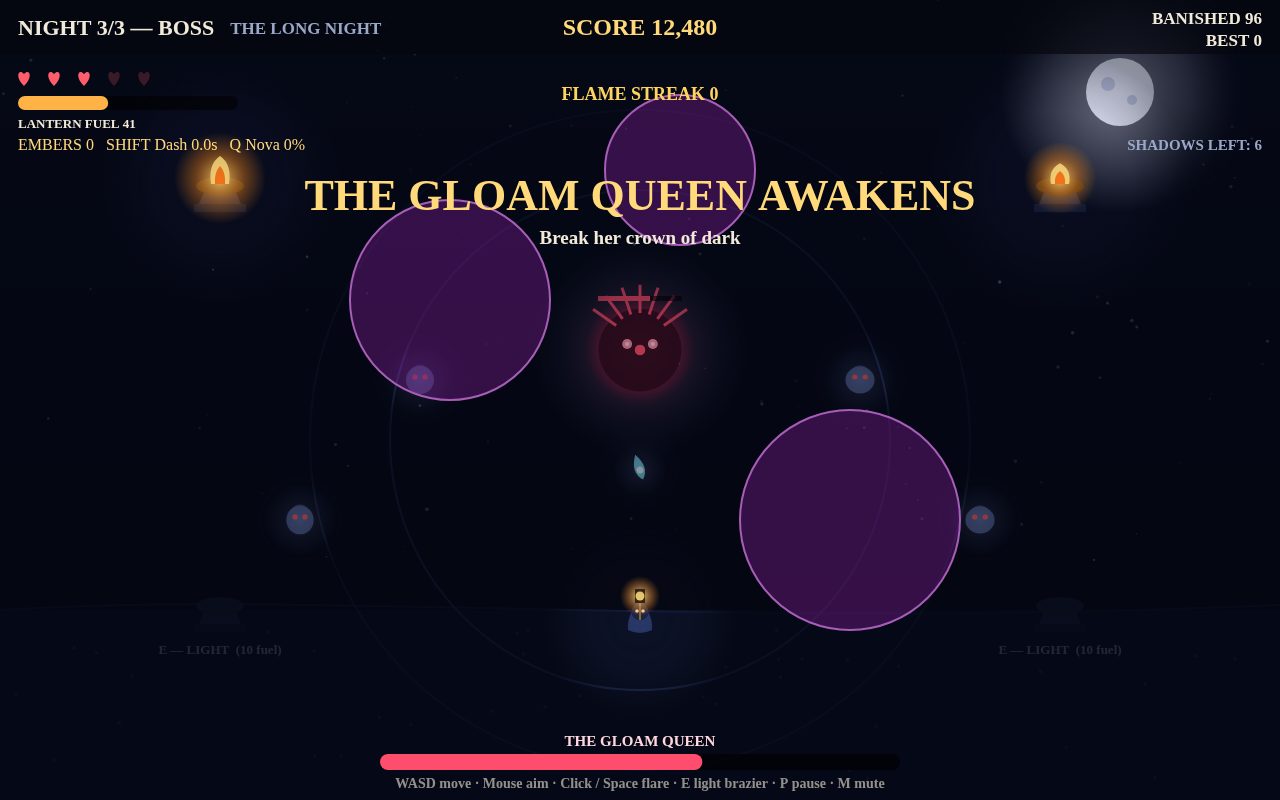 NIGHT 3/3 — BOSS THE LONG NIGHT
SCORE 12,480
BANISHED 96
BEST 0
FLAME STREAK 0
LANTERN FUEL 41
EMBERS 0 SHIFT Dash 0.0s Q Nova 0%
SHADOWS LEFT: 6
THE GLOAM QUEEN AWAKENS
Break her crown of dark
E — LIGHT (10 fuel)
E — LIGHT (10 fuel)
THE GLOAM QUEEN
WASD move · Mouse aim · Click / Space flare · E light brazier · P pause · M mute